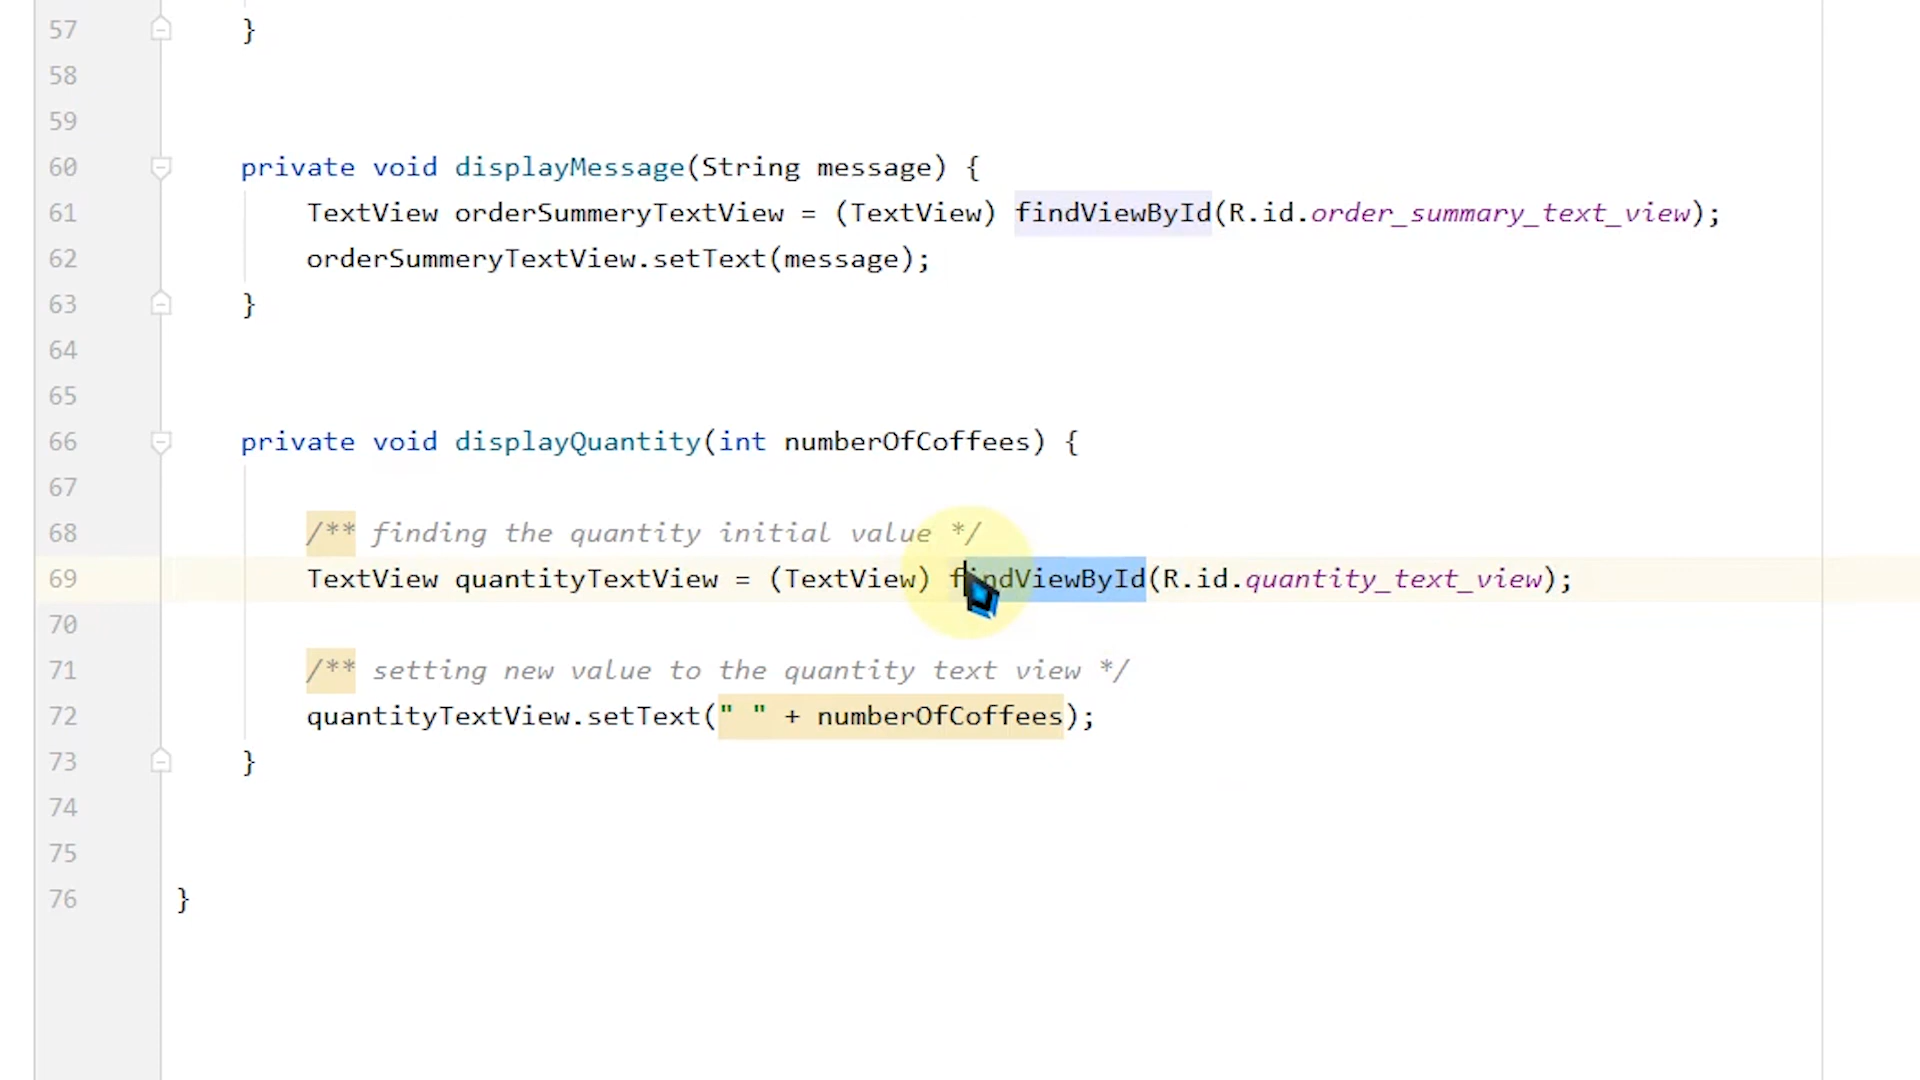 57 }
58
59
60 private void displayMessage(String message) {
61 TextView orderSummeryTextView = (TextView) findViewById(R.id.order_summary_text_view);
62 orderSummeryTextView.setText(message);
63 }
64
65
66 private void displayQuantity(int numberOfCoffees) {
67
68 /** finding the quantity initial value */
69 TextView quantityTextView = (TextView) findViewById(R.id.quantity_text_view);
70
71 /** setting new value to the quantity text view */
72 quantityTextView.setText(" " + numberOfCoffees);
73 }
74
75
76 }